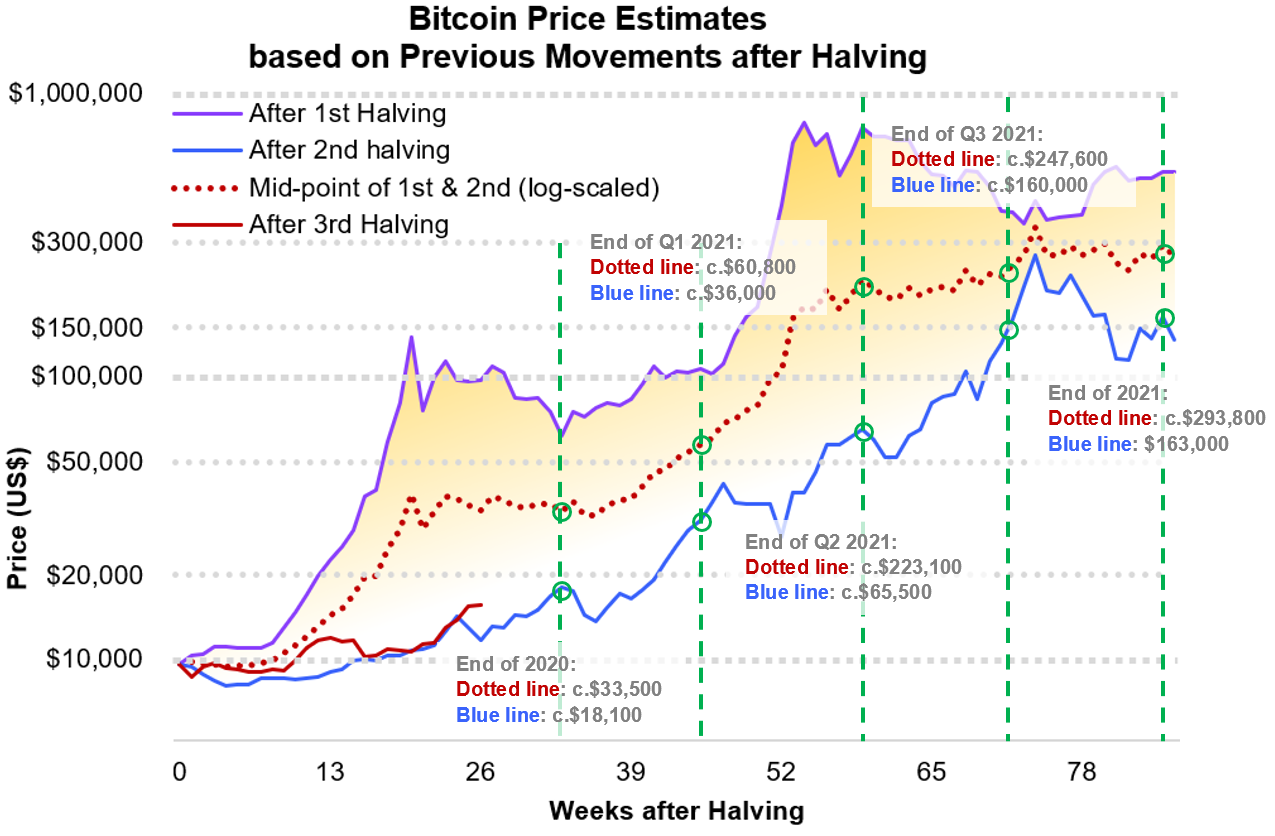 Bitcoin Price Estimates
based on Previous Movements after Halving
$1,000,000
$300,000
$150,000
$100,000
$50,000
$20,000
$10,000
Price (US$)
After 1st Halving
After 2nd halving
Mid-point of 1st & 2nd (log-scaled)
After 3rd Halving
End of Q3 2021:
Dotted line: c.$247,600
Blue line: c.$160,000
End of Q1 2021:
Dotted line: c.$60,800
Blue line: c.$36,000
End of 2021:
Dotted line: c.$293,800
Blue line: $163,000
End of Q2 2021:
Dotted line: c.$223,100
Blue line: c.$65,500
End of 2020:
Dotted line: c.$33,500
Blue line: c.$18,100
0 13 26 39 52 65 78
Weeks after Halving